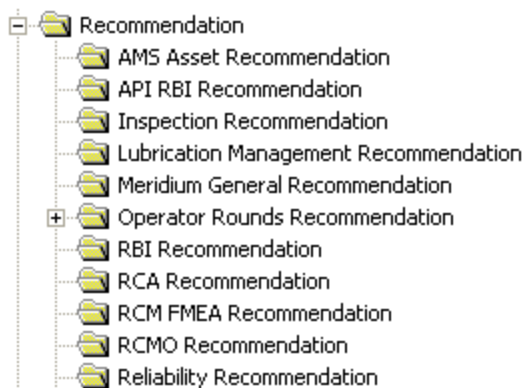 Recommendation
AMS Asset Recommendation
API RBI Recommendation
Inspection Recommendation
Lubrication Management Recommendation
Meridium General Recommendation
Operator Rounds Recommendation
RBI Recommendation
RCA Recommendation
RCM FMEA Recommendation
RCMO Recommendation
Reliability Recommendation